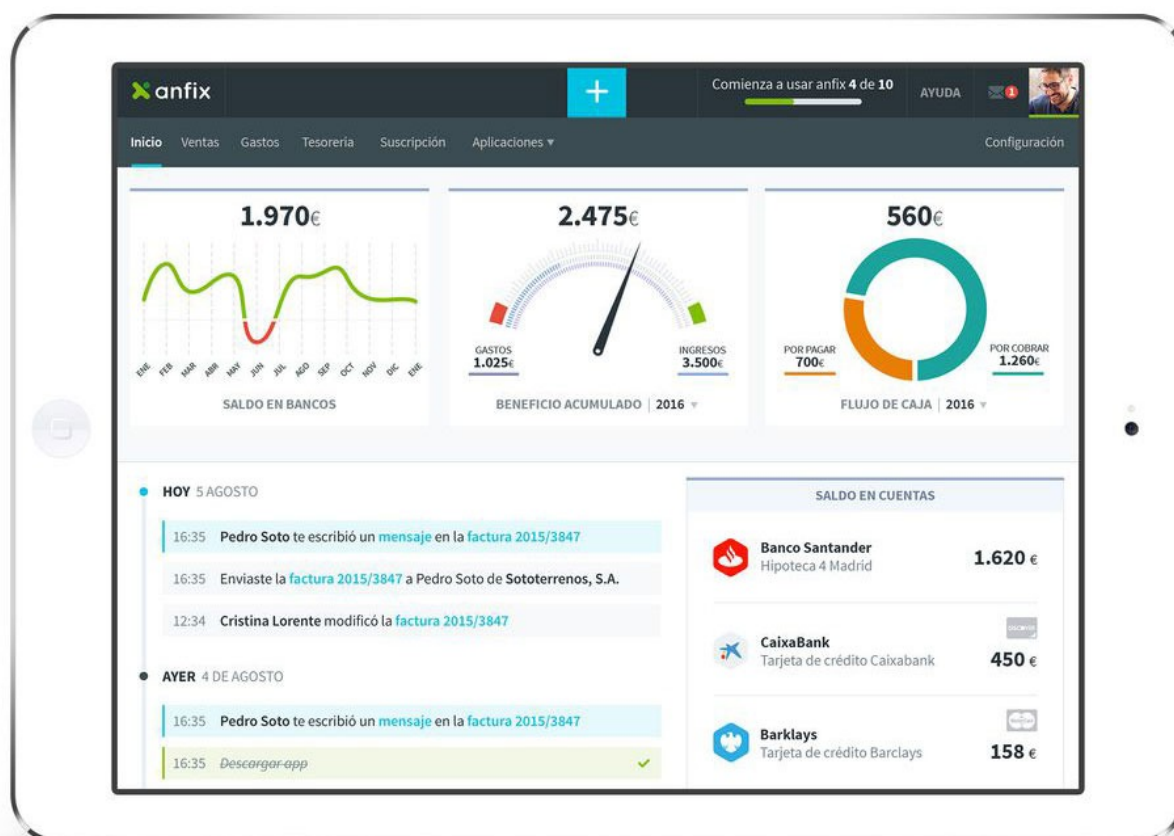 anfix
+
Comienza a usar anfix 4 de 10
AYUDA
1
Inicio Ventas Gastos Tesorería Suscripción Aplicaciones ▾
Configuración
1.970€
ENE FEB MAR ABR MAY JUN JUL AGO SEP OCT NOV DIC ENE
SALDO EN BANCOS
2.475€
GASTOS
1.025€
INGRESOS
3.500€
BENEFICIO ACUMULADO | 2016 ▾
560€
POR PAGAR
700€
POR COBRAR
1.260€
FLUJO DE CAJA | 2016 ▾
HOY 5 AGOSTO
16:35 Pedro Soto te escribió un mensaje en la factura 2015/3847
16:35 Enviaste la factura 2015/3847 a Pedro Soto de Sototerrenos, S.A.
12:34 Cristina Lorente modificó la factura 2015/3847
AYER 4 DE AGOSTO
16:35 Pedro Soto te escribió un mensaje en la factura 2015/3847
16:35 Descargar app
SALDO EN CUENTAS
Banco Santander
Hipoteca 4 Madrid
1.620 €
DISCOVER
CaixaBank
Tarjeta de crédito Caixabank
450 €
Barklays
Tarjeta de crédito Barclays
158 €